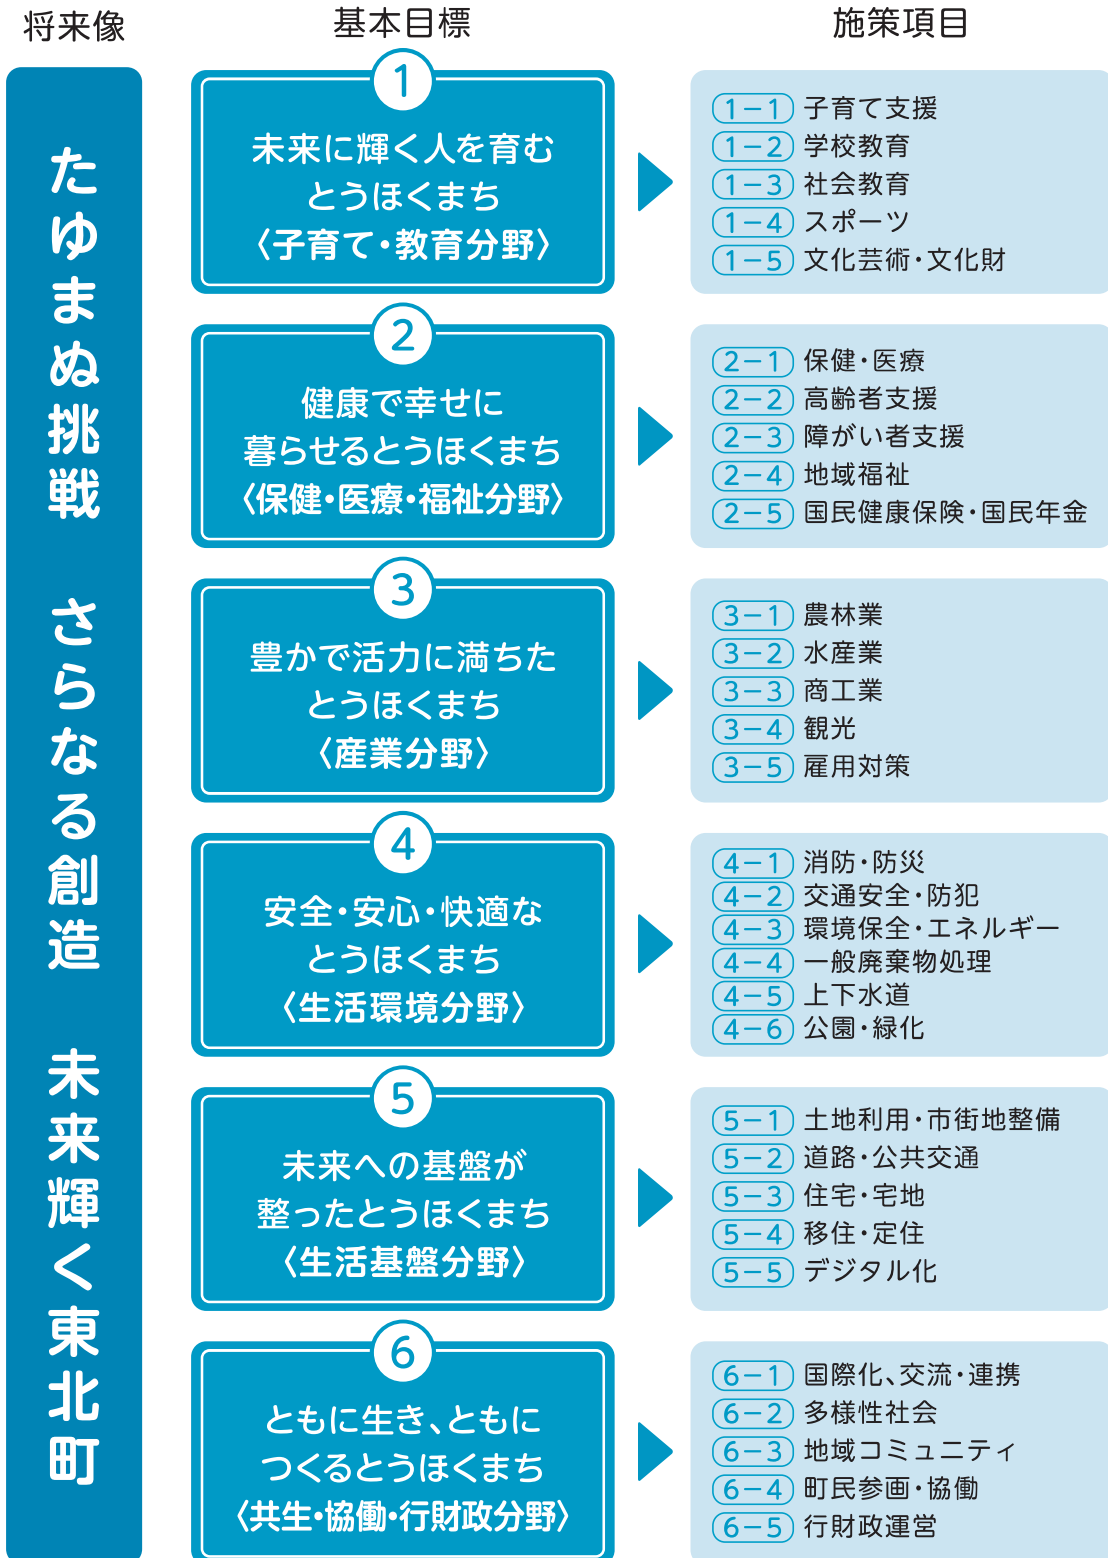 将来像
基本目標
施策項目
たゆまぬ挑戦 さらなる創造 未来輝く東北町
1
未来に輝く人を育む
とうほくまち
〈子育て・教育分野〉
1-1 子育て支援
1-2 学校教育
1-3 社会教育
1-4 スポーツ
1-5 文化芸術・文化財
2
健康で幸せに
暮らせるとうほくまち
〈保健・医療・福祉分野〉
2-1 保健・医療
2-2 高齢者支援
2-3 障がい者支援
2-4 地域福祉
2-5 国民健康保険・国民年金
3
豊かで活力に満ちた
とうほくまち
〈産業分野〉
3-1 農林業
3-2 水産業
3-3 商工業
3-4 観光
3-5 雇用対策
4
安全・安心・快適な
とうほくまち
〈生活環境分野〉
4-1 消防・防災
4-2 交通安全・防犯
4-3 環境保全・エネルギー
4-4 一般廃棄物処理
4-5 上下水道
4-6 公園・緑化
5
未来への基盤が
整ったとうほくまち
〈生活基盤分野〉
5-1 土地利用・市街地整備
5-2 道路・公共交通
5-3 住宅・宅地
5-4 移住・定住
5-5 デジタル化
6
ともに生き、ともに
つくるとうほくまち
〈共生・協働・行財政分野〉
6-1 国際化、交流・連携
6-2 多様性社会
6-3 地域コミュニティ
6-4 町民参画・協働
6-5 行財政運営